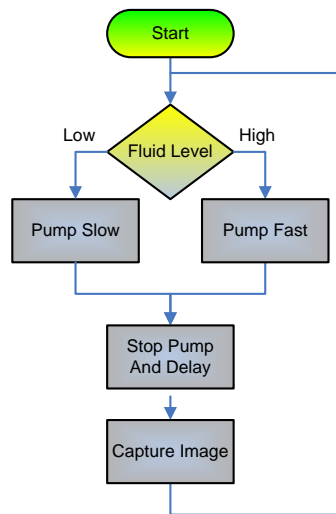 Start
Low
High
Fluid Level
Pump Slow
Pump Fast
Stop Pump
And Delay
Capture Image